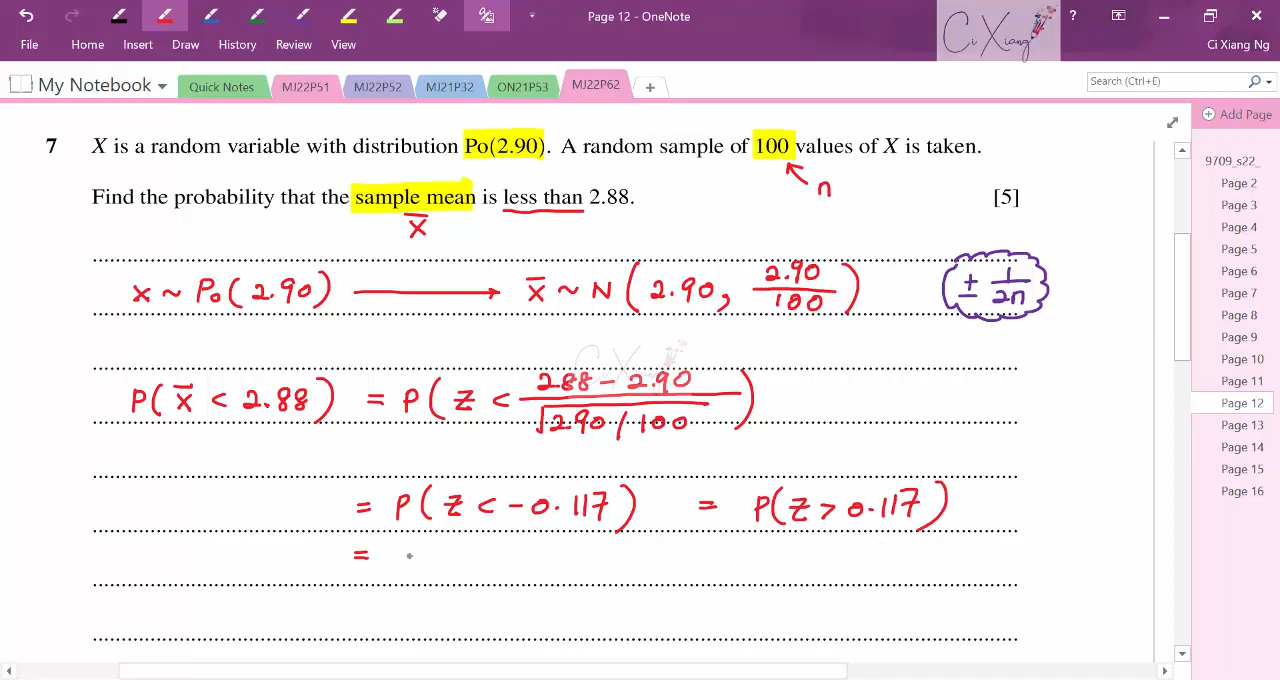 Page 12 - OneNote
Ci Xiang
?
File Home Insert Draw History Review View
Ci Xiang Ng
My Notebook Quick Notes MJ22P51 MJ22P52 MJ21P32 ON21P53 MJ22P62 +
Search (Ctrl+E)
Add Page
7 X is a random variable with distribution Po(2.90). A random sample of 100 values of X is taken.
n
Find the probability that the sample mean is less than 2.88. [5]
x̄
x ~ Po(2.90) → x̄ ~ N(2.90, 2.90/100) ± 1/2n
Ci Xiang
P(x̄ < 2.88) = P(Z < (2.88 - 2.90)/√(2.90/100))
= P(Z < -0.117) = P(Z > 0.117)
=
9709_s22_
Page 2
Page 3
Page 4
Page 5
Page 6
Page 7
Page 8
Page 9
Page 10
Page 11
Page 12
Page 13
Page 14
Page 15
Page 16